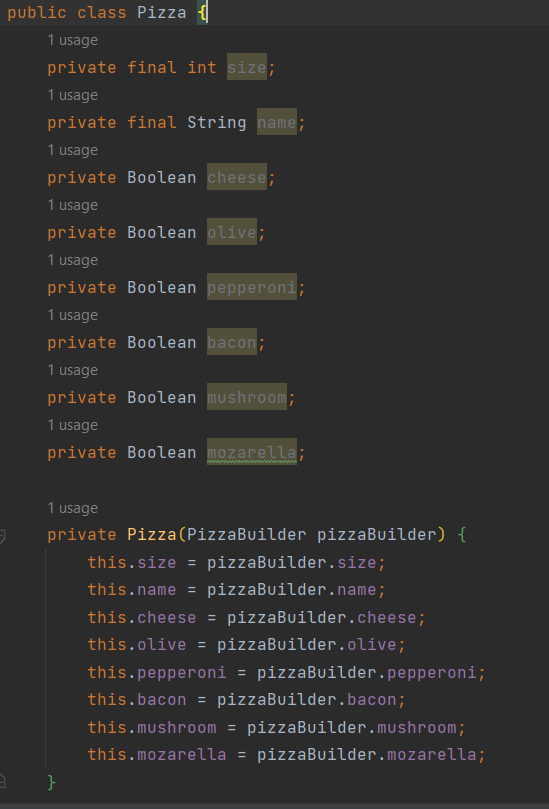 public class Pizza {
1 usage
private final int size;
1 usage
private final String name;
1 usage
private Boolean cheese;
1 usage
private Boolean olive;
1 usage
private Boolean pepperoni;
1 usage
private Boolean bacon;
1 usage
private Boolean mushroom;
1 usage
private Boolean mozarella;
1 usage
private Pizza(PizzaBuilder pizzaBuilder) {
this.size = pizzaBuilder.size;
this.name = pizzaBuilder.name;
this.cheese = pizzaBuilder.cheese;
this.olive = pizzaBuilder.olive;
this.pepperoni = pizzaBuilder.pepperoni;
this.bacon = pizzaBuilder.bacon;
this.mushroom = pizzaBuilder.mushroom;
this.mozarella = pizzaBuilder.mozarella;
}